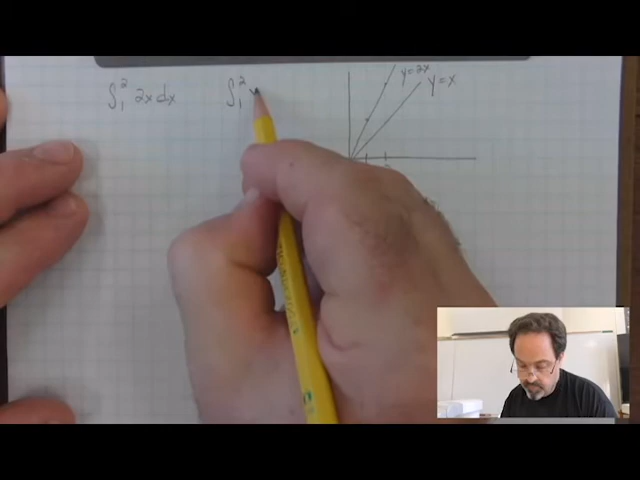 ∫₁² 2x dx ∫₁²
y=2x
y=x